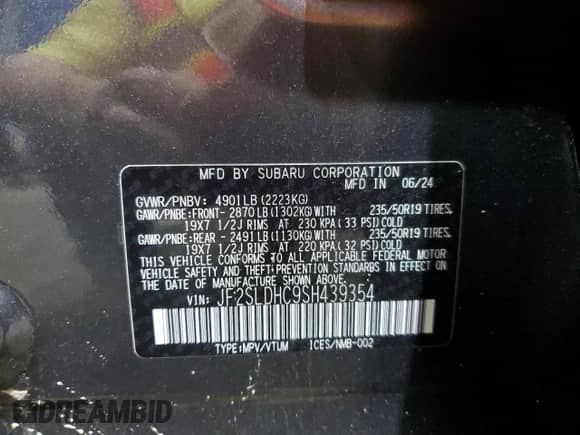 MFD BY SUBARU CORPORATION
MFD IN 06/24
GVWR/PNBV: 4901LB (2223KG)
GAWR/PNBE:FRONT- 2870LB (1302KG)WITH 235/50R19 TIRES,
19X7 1/2J RIMS AT 230 KPA (33 PSI)COLD
GAWR/PNBE:REAR -2491LB (1130KG)WITH 235/50R19 TIRES,
19X7 1/2J RIMS AT 220 KPA (32 PSI)COLD
THIS VEHICLE CONFORMS TO ALL APPLICABLE FEDERAL MOTOR
VEHICLE SAFETY AND THEFT PREVENTION STANDARDS IN EFFECT ON
THE DATE OF MANUFACTURE SHOWN ABOVE.
VIN: JF2SLDHC9SH439354
TYPE:MPV/VTUM ICES/NMB-002
DREAMBID